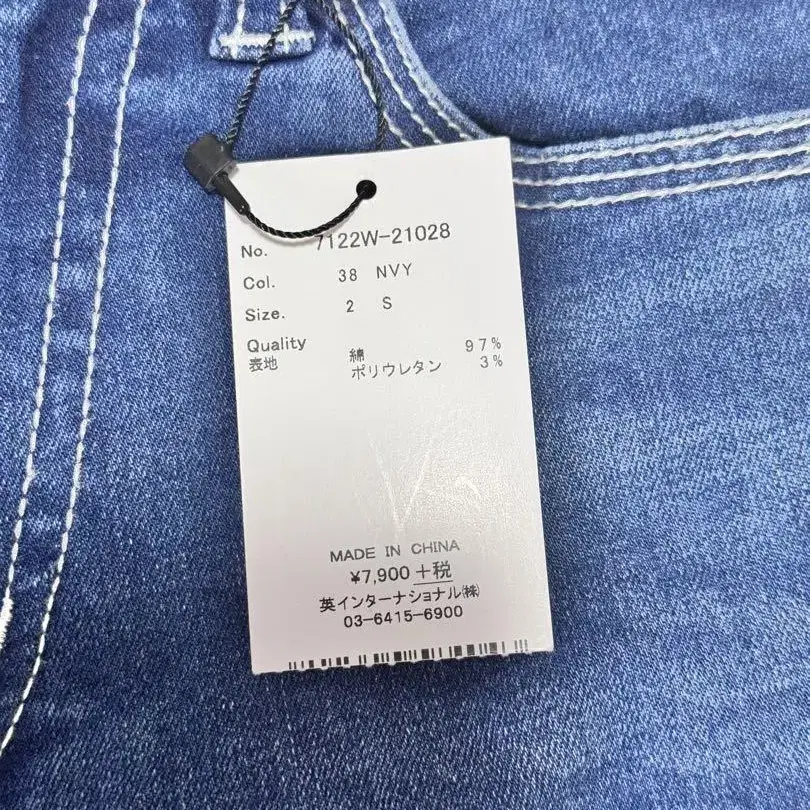 No. 7122W-21028
Col. 38 NVY
Size. 2 S
Quality
表地 綿 97%
ポリウレタン 3%
MADE IN CHINA
¥7,900 +税
英インターナショナル㈱
03-6415-6900